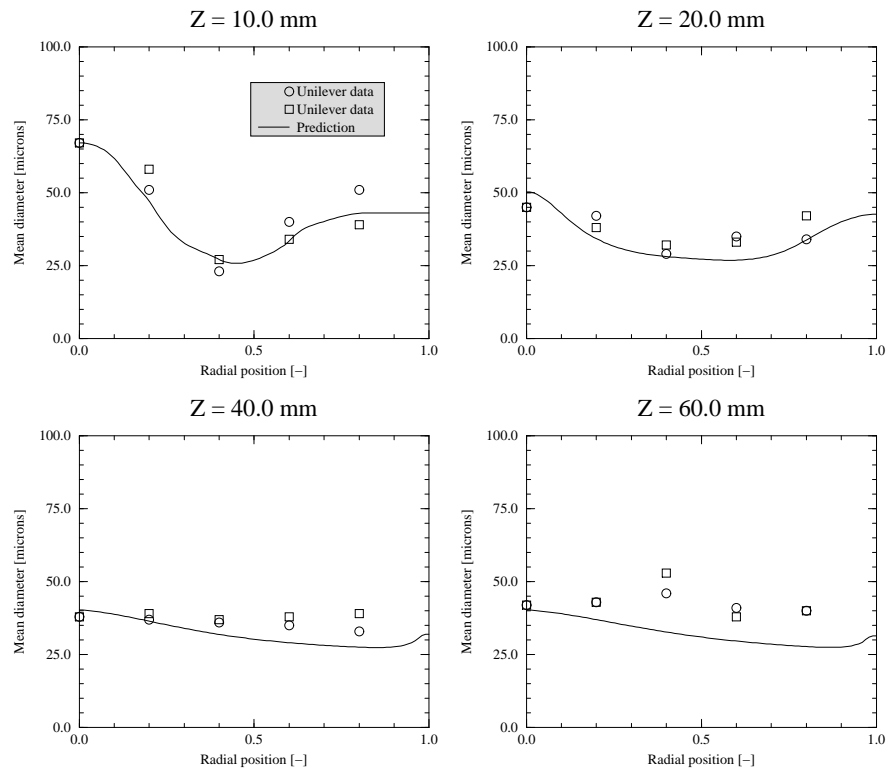 Z = 10.0 mm
100.0
75.0
50.0
25.0
0.0
Mean diameter [microns]
Unilever data
Unilever data
Prediction
0.0
0.5
1.0
Radial position [−]
Z = 20.0 mm
100.0
75.0
50.0
25.0
0.0
Mean diameter [microns]
0.0
0.5
1.0
Radial position [−]
Z = 40.0 mm
100.0
75.0
50.0
25.0
0.0
Mean diameter [microns]
0.0
0.5
1.0
Radial position [−]
Z = 60.0 mm
100.0
75.0
50.0
25.0
0.0
Mean diameter [microns]
0.0
0.5
1.0
Radial position [−]